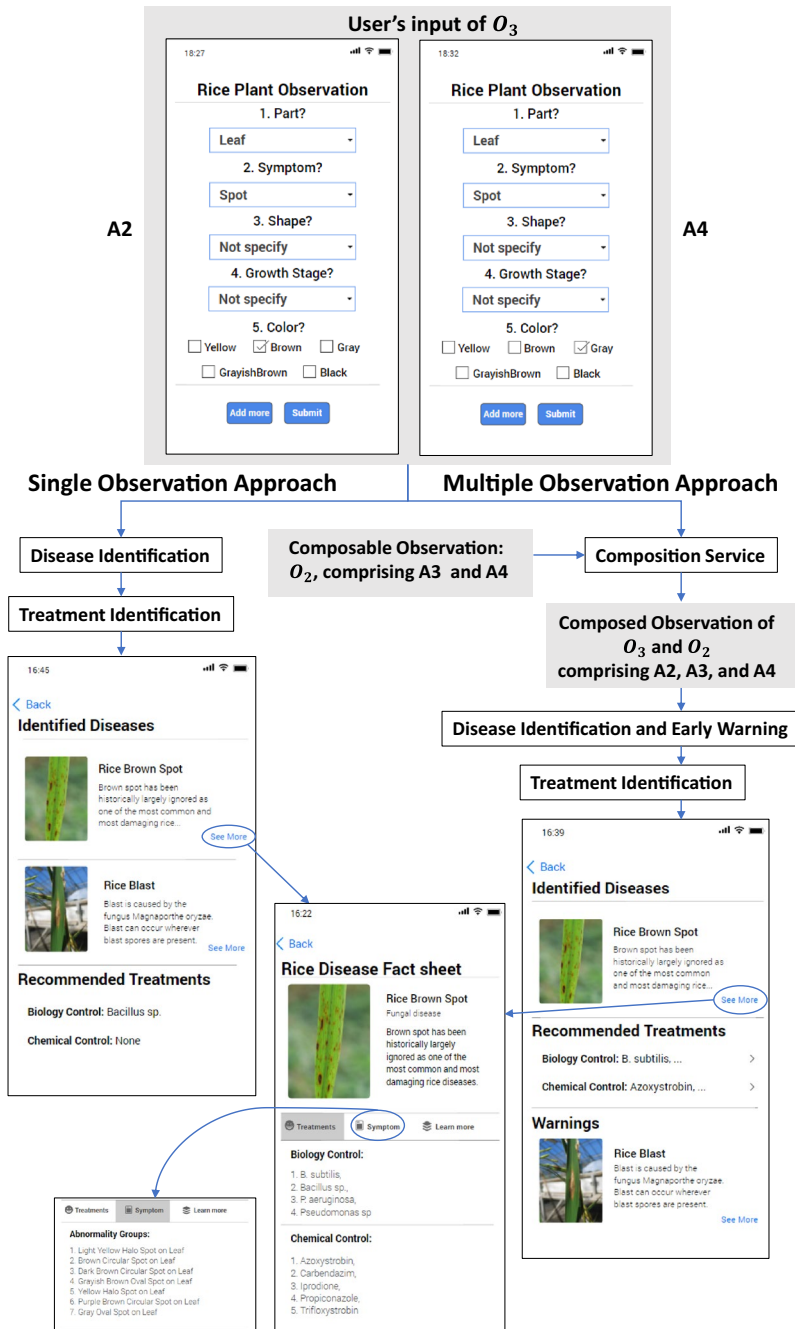 User's input of O3
A2
18:27
Rice Plant Observation
1. Part?
Leaf
2. Symptom?
Spot
3. Shape?
Not specify
4. Growth Stage?
Not specify
5. Color?
Yellow Brown Gray
GrayishBrown Black
Add more Submit
18:32
Rice Plant Observation
1. Part?
Leaf
2. Symptom?
Spot
3. Shape?
Not specify
4. Growth Stage?
Not specify
5. Color?
Yellow Brown Gray
GrayishBrown Black
Add more Submit
A4
Single Observation Approach
Disease Identification
Treatment Identification
16:45
Back
Identified Diseases
Rice Brown Spot
Brown spot has been
historically largely ignored as
one of the most common and
most damaging rice...
See More
Rice Blast
Blast is caused by the
fungus Magnaporthe oryzae.
Blast can occur wherever
blast spores are present.
See More
Recommended Treatments
Biology Control: Bacillus sp.
Chemical Control: None
Multiple Observation Approach
Composable Observation:
O2, comprising A3 and A4
Composition Service
Composed Observation of
O3 and O2
comprising A2, A3, and A4
Disease Identification and Early Warning
Treatment Identification
16:39
Back
Identified Diseases
Rice Brown Spot
Brown spot has been
historically largely ignored as
one of the most common
and most damaging rice...
See More
Recommended Treatments
Biology Control: B. subtilis, ...
Chemical Control: Azoxystrobin, ...
Warnings
Rice Blast
Blast is caused by the
fungus Magnaporthe oryzae.
Blast can occur wherever
blast spores are present.
See More
16:22
Back
Rice Disease Fact sheet
Rice Brown Spot
Fungal disease
Brown spot has been
historically largely
ignored as one of the
most common and most
damaging rice diseases.
Treatments Symptom Learn more
Biology Control:
1. B. subtilis,
2. Bacillus sp.,
3. P. aeruginosa,
4. Pseudomonas sp
Chemical Control:
1. Azoxystrobin,
2. Carbendazim,
3. Iprodione,
4. Propiconazole,
5. Trifloxystrobin
Treatments Symptom Learn more
Abnormality Groups:
1. Light Yellow Halo Spot on Leaf
2. Brown Circular Spot on Leaf
3. Dark Brown Circular Spot on Leaf
4. Grayish Brown Oval Spot on Leaf
5. Yellow Halo Spot on Leaf
6. Purple Brown Circular Spot on Leaf
7. Gray Oval Spot on Leaf